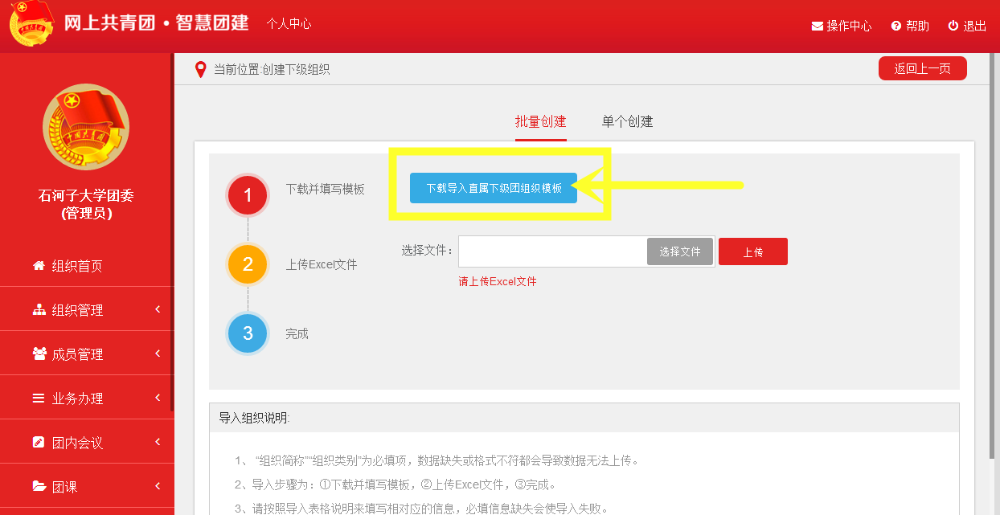 网上共青团·智慧团建
个人中心
操作中心
帮助
退出
当前位置:创建下级组织
返回上一页
中国共青团
石河子大学团委
(管理员)
组织首页
组织管理
成员管理
业务办理
团内会议
团课
批量创建
单个创建
1
下载并填写模板
下载导入直属下级团组织模板
2
上传Excel文件
选择文件：
选择文件
上传
请上传Excel文件
3
完成
导入组织说明:
1、 “组织简称”“组织类别”为必填项，数据缺失或格式不符都会导致数据无法上传。
2、导入步骤为：①下载并填写模板，②上传Excel文件，③完成。
3、请按照导入表格说明来填写相对应的信息，必填信息缺失会使导入失败。